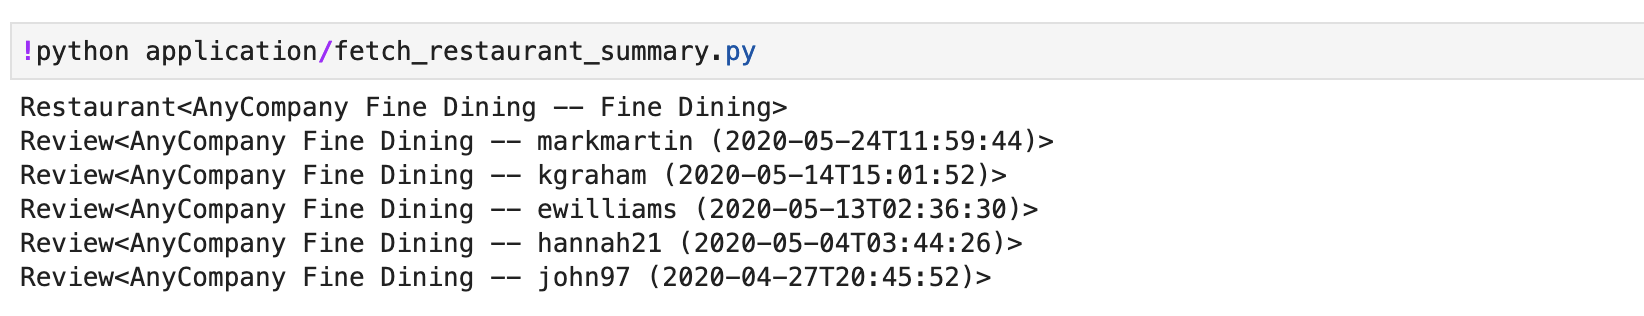 !python application/fetch_restaurant_summary.py
Restaurant<AnyCompany Fine Dining -- Fine Dining>
Review<AnyCompany Fine Dining -- markmartin (2020-05-24T11:59:44)>
Review<AnyCompany Fine Dining -- kgraham (2020-05-14T15:01:52)>
Review<AnyCompany Fine Dining -- ewilliams (2020-05-13T02:36:30)>
Review<AnyCompany Fine Dining -- hannah21 (2020-05-04T03:44:26)>
Review<AnyCompany Fine Dining -- john97 (2020-04-27T20:45:52)>